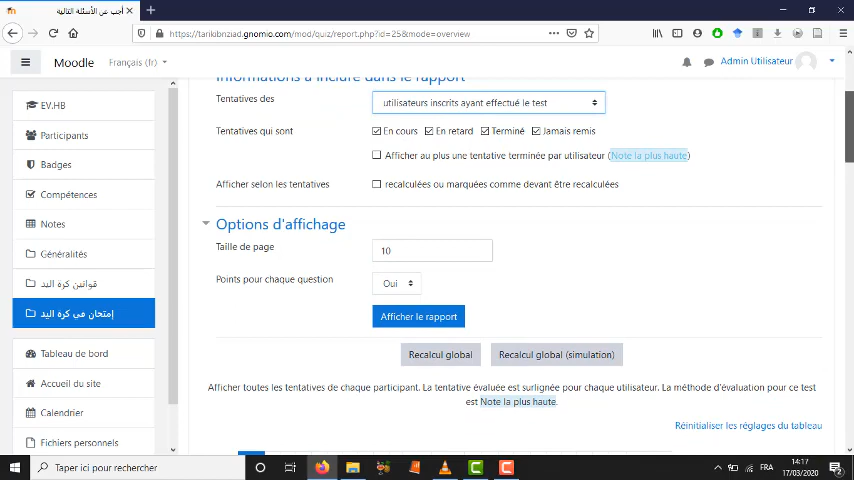 أجب عن الأسئلة التالية
https://tarikibnziad.gnomio.com/mod/quiz/report.php?id=25&mode=overview
Moodle Français (fr) Admin Utilisateur
EV.HB
Participants
Badges
Compétences
Notes
Généralités
قوانين كرة اليد
إمتحان في كرة اليد
Tableau de bord
Accueil du site
Calendrier
Fichiers personnels
Informations à inclure dans le rapport
Tentatives des utilisateurs inscrits ayant effectué le test
Tentatives qui sont En cours En retard Terminé Jamais remis
Afficher au plus une tentative terminée par utilisateur (Note la plus haute)
Afficher selon les tentatives recalculées ou marquées comme devant être recalculées
Options d'affichage
Taille de page 10
Points pour chaque question Oui
Afficher le rapport
Recalcul global Recalcul global (simulation)
Afficher toutes les tentatives de chaque participant. La tentative évaluée est surlignée pour chaque utilisateur. La méthode d'évaluation pour ce test
est Note la plus haute.
Réinitialiser les réglages du tableau
Taper ici pour rechercher
FRA
14:17
17/03/2020
2